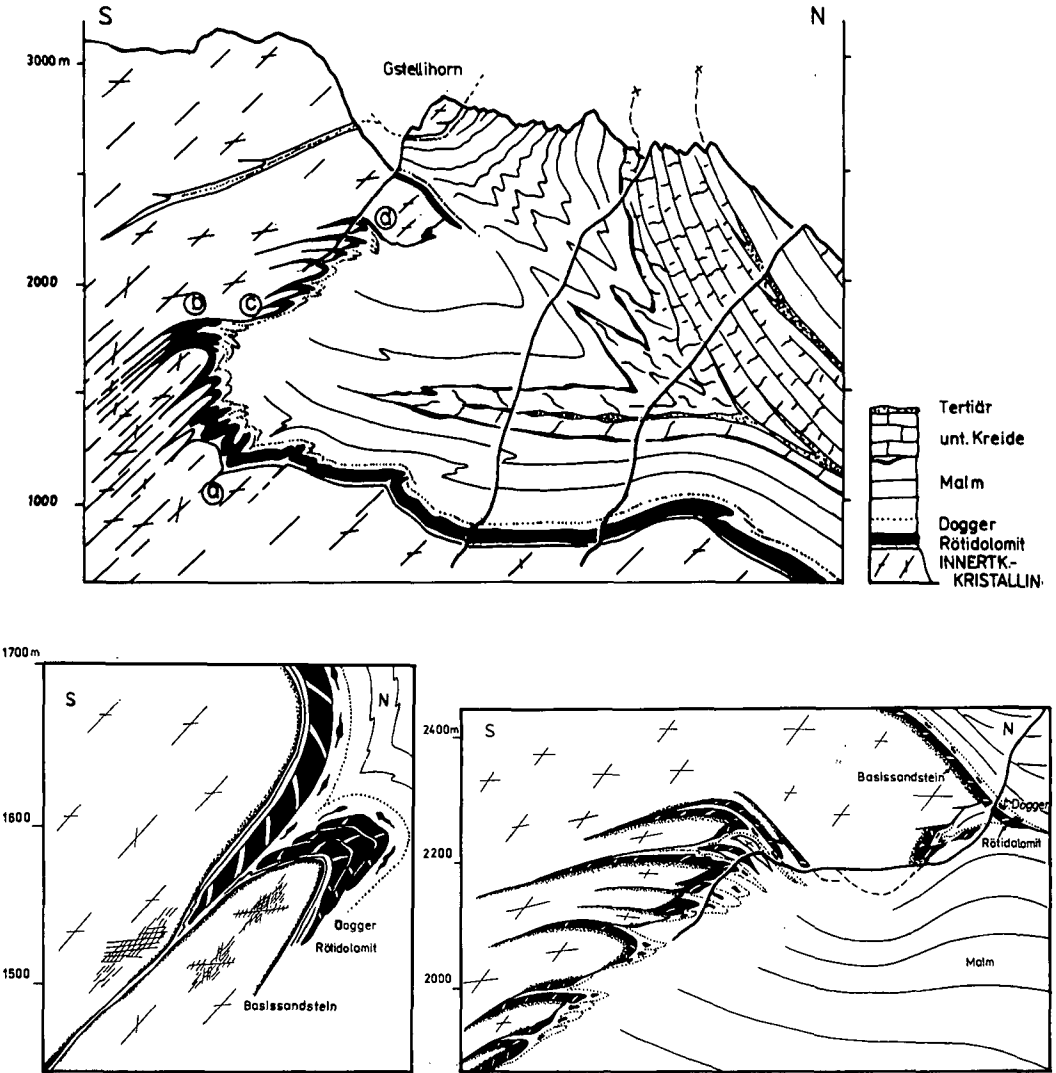 S
N
3000 m
Gstellihorn
d
2000
b
c
1000
a
Tertiär
unt. Kreide
Malm
Dogger
Rötidolomit
INNERTK.-
KRISTALLIN
1700 m
S
N
1600
Dogger
Rötidolomit
1500
Basissandstein
S
N
2400m
Basissandstein
Dogger
2200
Rötidolomit
Malm
2000